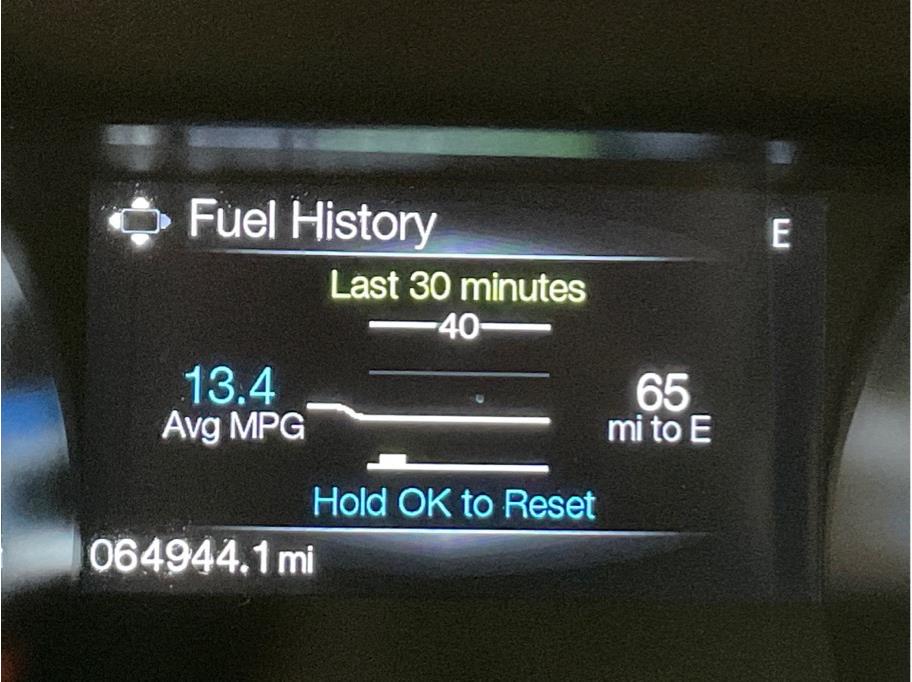 Fuel History
E
Last 30 minutes
40
13.4
Avg MPG
65
mi to E
Hold OK to Reset
064944.1 mi